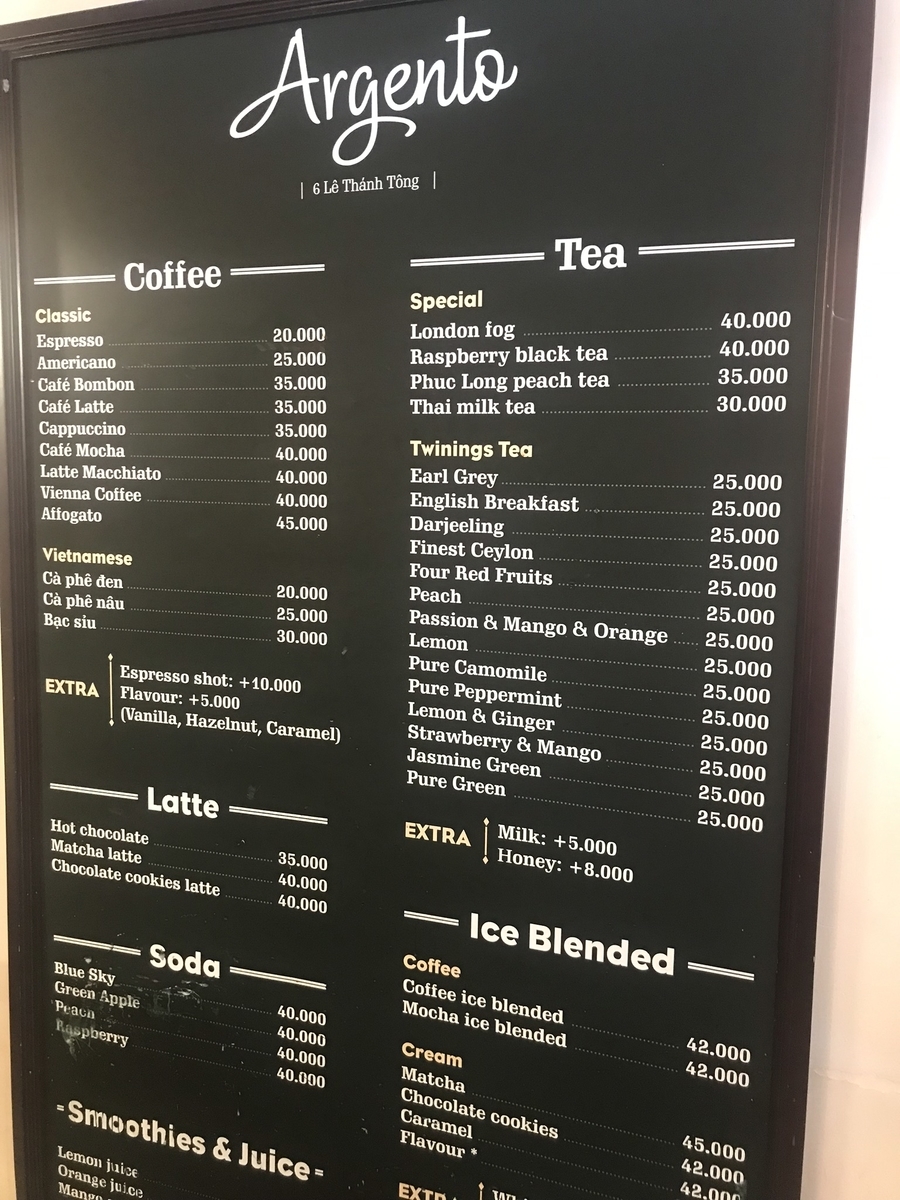 Argento
| 6 Lê Thánh Tông |
Coffee
Classic
Espresso 20.000
Americano 25.000
Café Bombon 35.000
Café Latte 35.000
Cappuccino 35.000
Café Mocha 40.000
Latte Macchiato 40.000
Vienna Coffee 40.000
Affogato 45.000
Vietnamese
Cà phê đen 20.000
Cà phê nâu 25.000
Bạc siu 30.000
EXTRA
Espresso shot: +10.000
Flavour: +5.000
(Vanilla, Hazelnut, Caramel)
Latte
Hot chocolate 35.000
Matcha latte 40.000
Chocolate cookies latte 40.000
Soda
Blue Sky 40.000
Green Apple 40.000
Peach 40.000
Raspberry 40.000
-Smoothies & Juice-
Lemon juice
Orange juice
Mango
Tea
Special
London fog 40.000
Raspberry black tea 40.000
Phuc Long peach tea 35.000
Thai milk tea 30.000
Twinings Tea
Earl Grey 25.000
English Breakfast 25.000
Darjeeling 25.000
Finest Ceylon 25.000
Four Red Fruits 25.000
Peach 25.000
Passion & Mango & Orange 25.000
Lemon 25.000
Pure Camomile 25.000
Pure Peppermint 25.000
Lemon & Ginger 25.000
Strawberry & Mango 25.000
Jasmine Green 25.000
Pure Green 25.000
EXTRA
Milk: +5.000
Honey: +8.000
Ice Blended
Coffee
Coffee ice blended 42.000
Mocha ice blended 42.000
Cream
Matcha 45.000
Chocolate cookies 42.000
Caramel 42.000
Flavour *
EXTRA